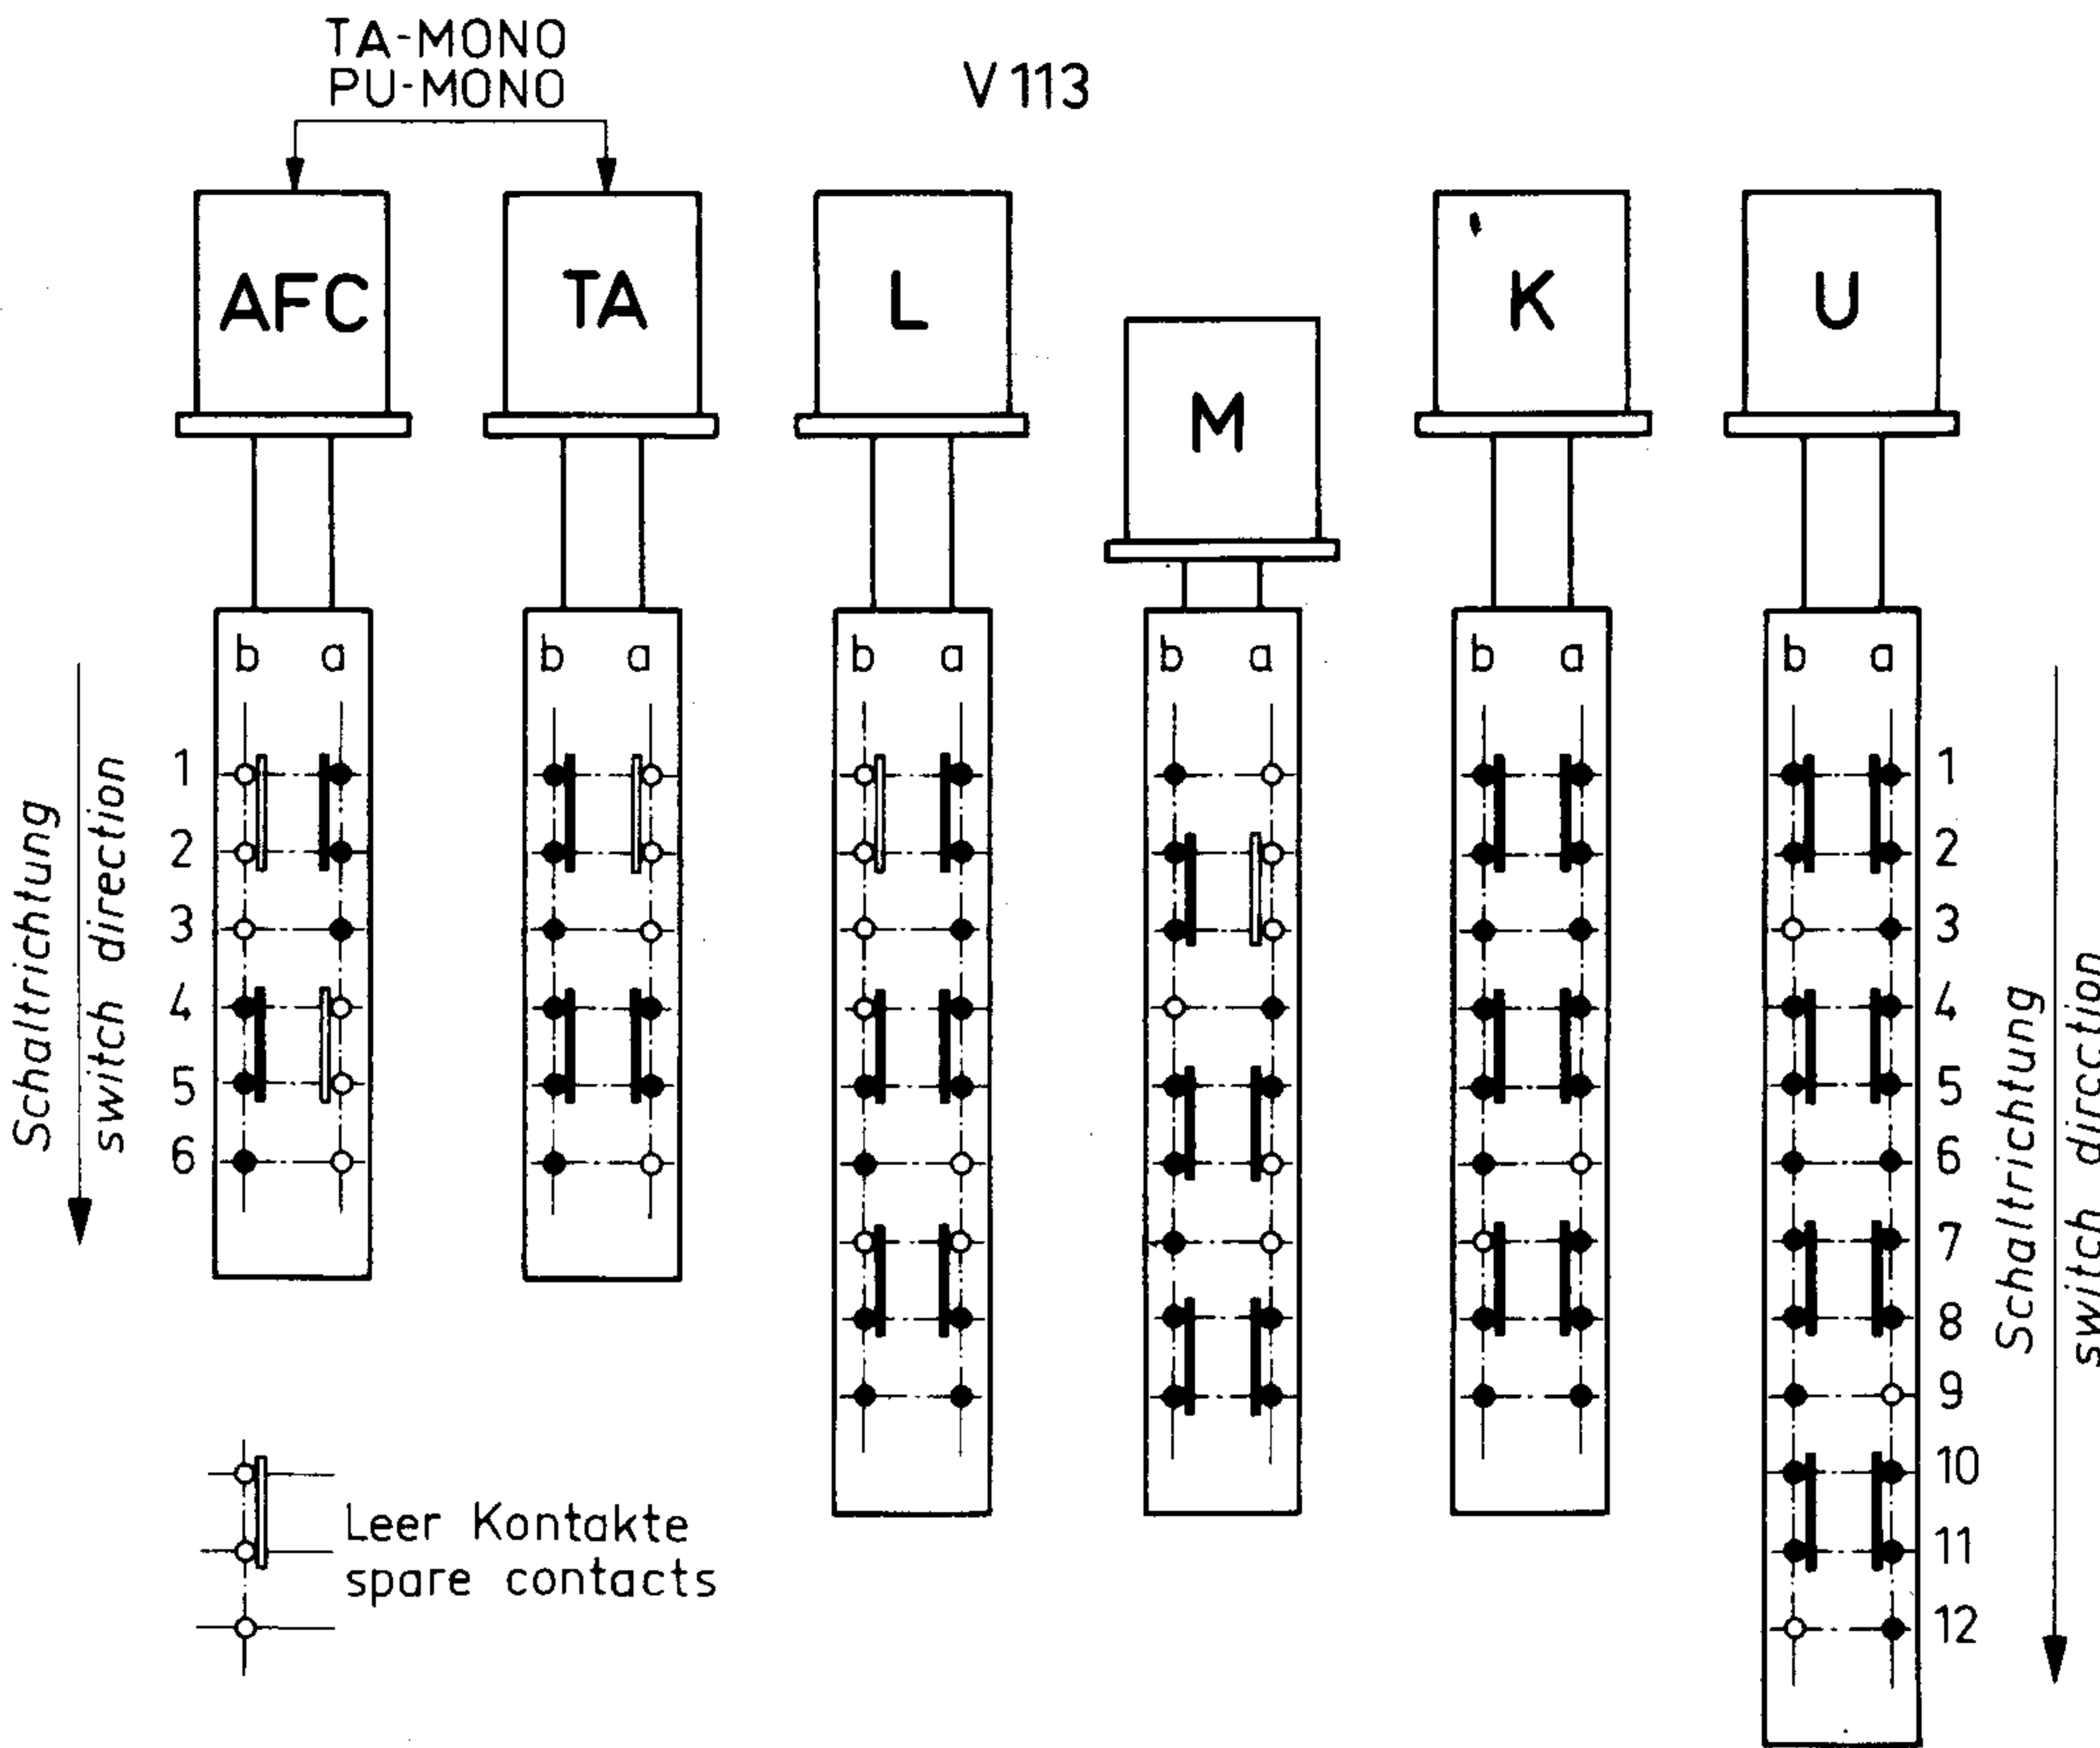 TA-MONO
PU-MONO
V 113
AFC
TA
L
M
K
U
b a
b a
b a
b a
b a
b a
1
2
3
4
5
6
1
2
3
4
5
6
7
8
9
10
11
12
Schaltrichtung
switch direction
Schaltrichtung
switch direction
Leer Kontakte
spare contacts